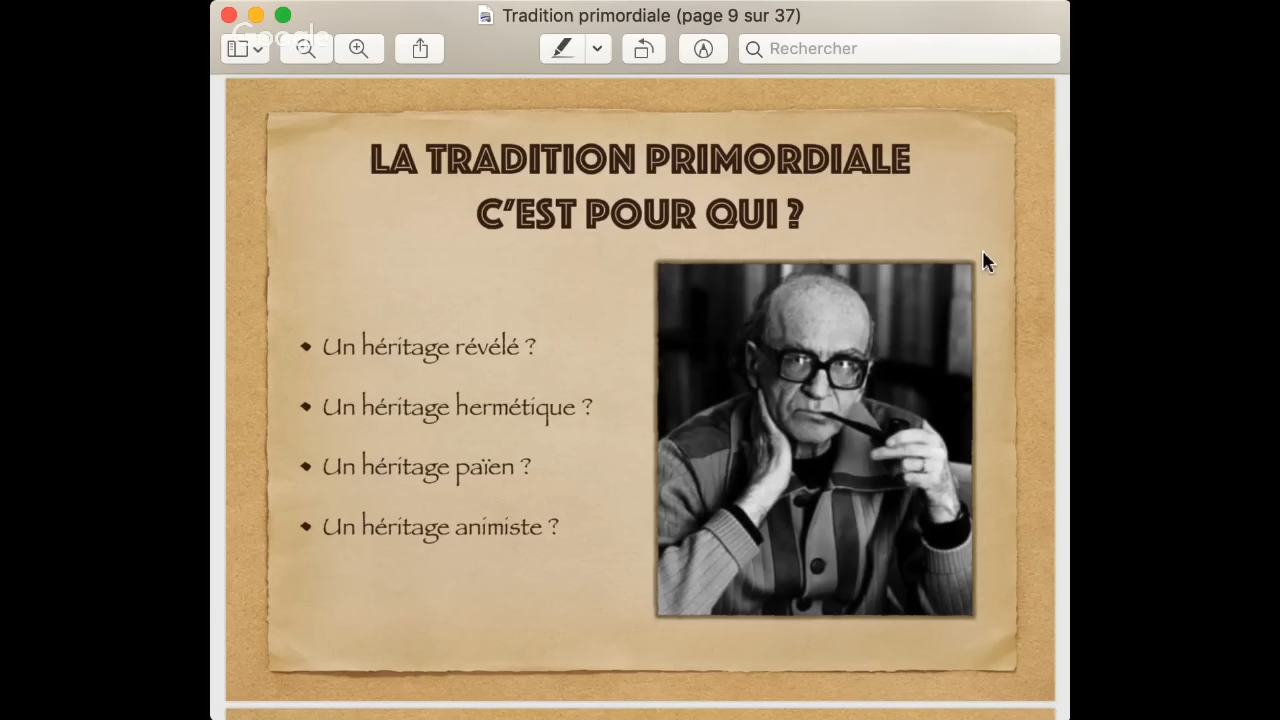 Tradition primordiale (page 9 sur 37)
Google
Rechercher
LA TRADITION PRIMORDIALE
C'EST POUR QUI ?
• Un héritage révélé ?
• Un héritage hermétique ?
• Un héritage païen ?
• Un héritage animiste ?